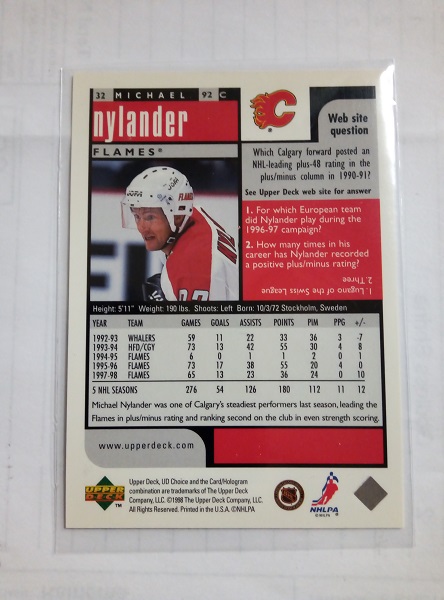 32 MICHAEL 92 C
nylander
FLAMES®
Web site
question
Which Calgary forward posted an
NHL-leading plus-48 rating in the
plus/minus column in 1990-91?
See Upper Deck web site for answer
1. For which European team
did Nylander play during the
1996-97 campaign?
2. How many times in his
career has Nylander recorded
a positive plus/minus rating?
1. Lugano of the Swiss League
2. Three
Height: 5'11" Weight: 190 lbs. Shoots: Left Born: 10/3/72 Stockholm, Sweden
YEAR TEAM GAMES GOALS ASSISTS POINTS PIM PPG +/-
1992-93 WHALERS 59 11 22 33 36 3 -7
1993-94 HFD/CGY 73 13 42 55 30 4 8
1994-95 FLAMES 6 0 1 1 2 0 1
1995-96 FLAMES 73 17 38 55 20 4 0
1997-98 FLAMES 65 13 23 36 24 0 10
5 NHL SEASONS 276 54 126 180 112 11 12
Michael Nylander was one of Calgary's steadiest performers last season, leading the
Flames in plus/minus rating and ranking second on the club in even strength scoring.
www.upperdeck.com
UPPER
DECK
™
Upper Deck, UD Choice and the Card/Hologram
combination are trademarks of The Upper Deck
Company, LLC. ©1998 The Upper Deck Company, LLC.
All Rights Reserved. Printed in the U.S.A. ©NHLPA
NHL
NHLPA